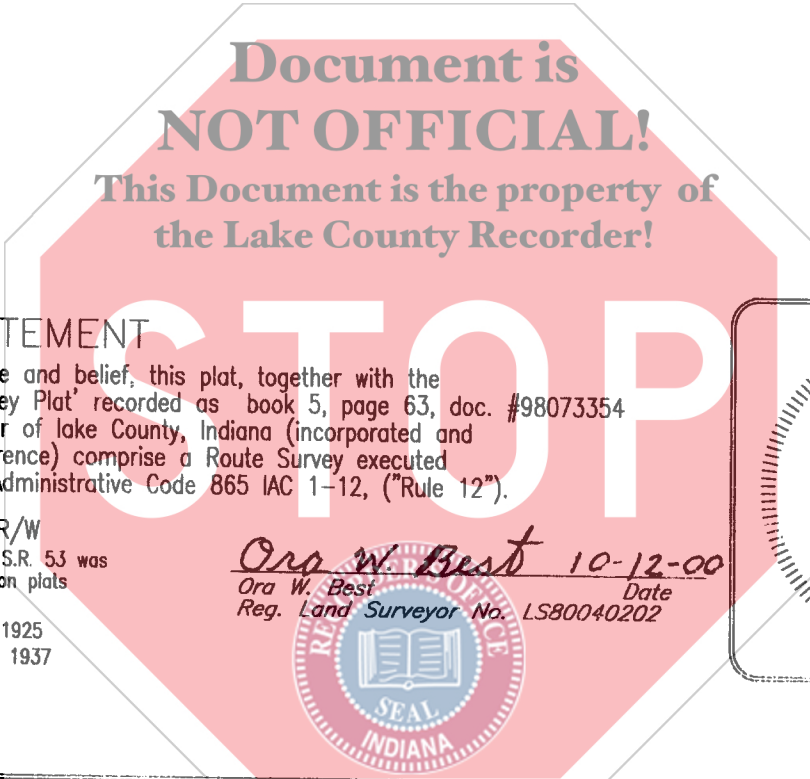 Document is
NOT OFFICIAL!
This Document is the property of
the Lake County Recorder!
STOP
TEMENT
e and belief, this plat, together with the
ey Plat' recorded as book 5, page 63, doc. #98073354
r of lake County, Indiana (incorporated and
rence) comprise a Route Survey executed
dministrative Code 865 IAC 1-12, ("Rule 12").
R/W
S.R. 53 was
on plats
1925
1937
Ora W. Best 10-12-00
Ora W. Best Date
Reg. Land Surveyor No. LS80040202
RECORDER'S OFFICE
SEAL
INDIANA